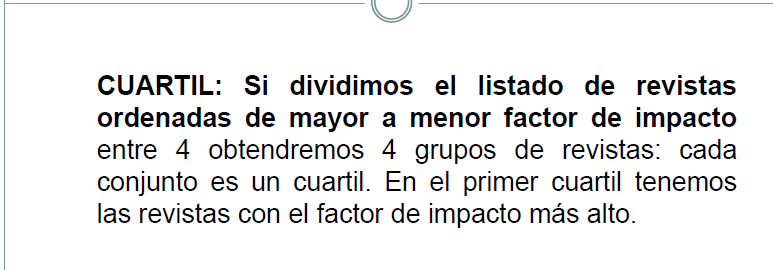 CUARTIL: Si dividimos el listado de revistas
ordenadas de mayor a menor factor de impacto
entre 4 obtendremos 4 grupos de revistas: cada
conjunto es un cuartil. En el primer cuartil tenemos
las revistas con el factor de impacto más alto.